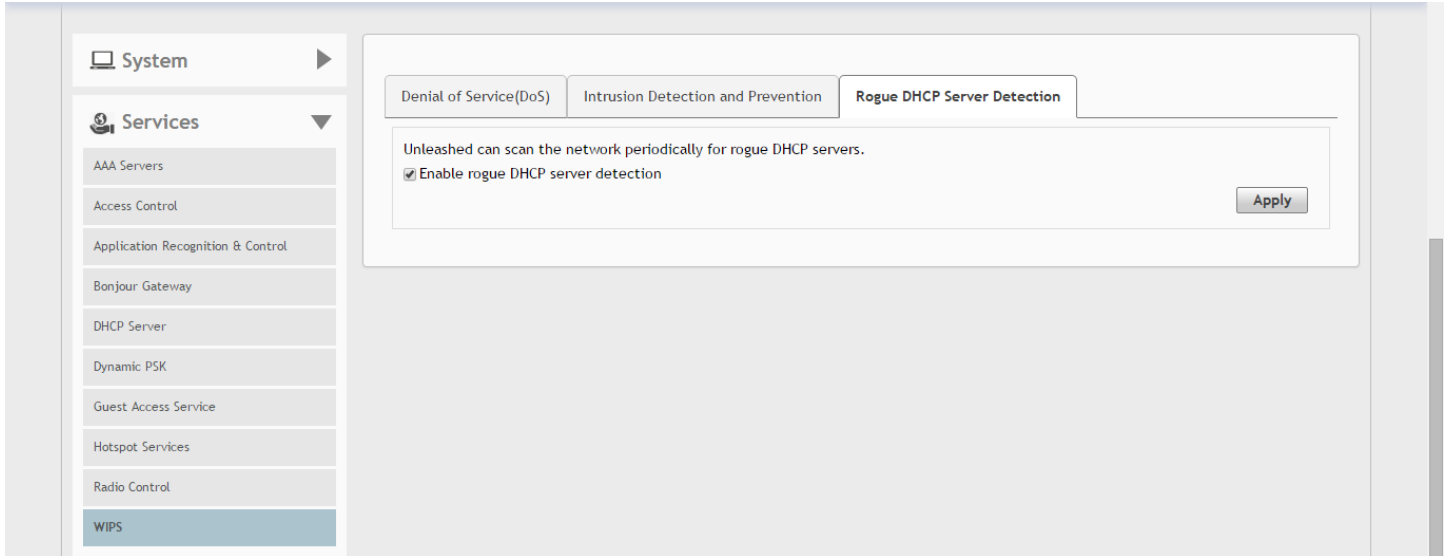 System
Services
AAA Servers
Access Control
Application Recognition & Control
Bonjour Gateway
DHCP Server
Dynamic PSK
Guest Access Service
Hotspot Services
Radio Control
WIPS
Denial of Service(DoS)
Intrusion Detection and Prevention
Rogue DHCP Server Detection
Unleashed can scan the network periodically for rogue DHCP servers.
Enable rogue DHCP server detection
Apply